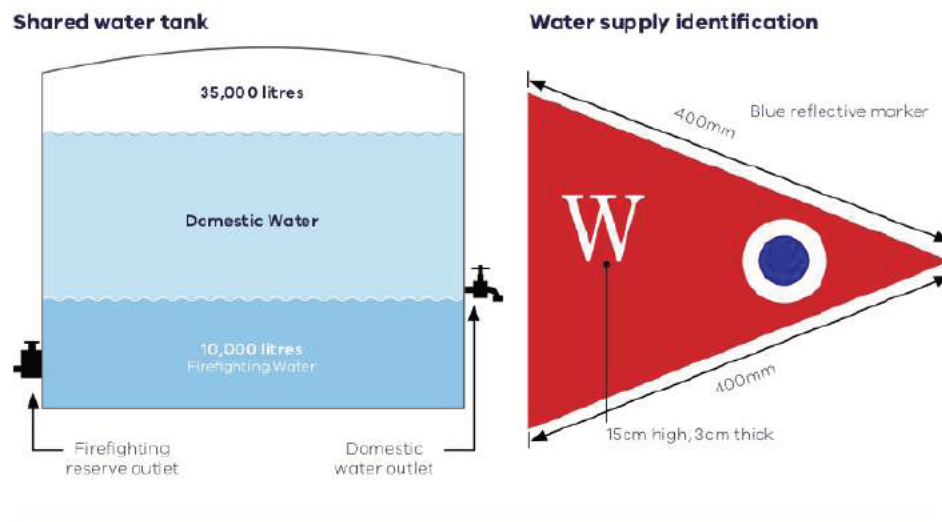 Shared water tank
35,000 litres
Domestic Water
10,000 litres
Firefighting Water
Firefighting
reserve outlet
Domestic
water outlet
Water supply identification
400mm
Blue reflective marker
W
400mm
15cm high, 3cm thick